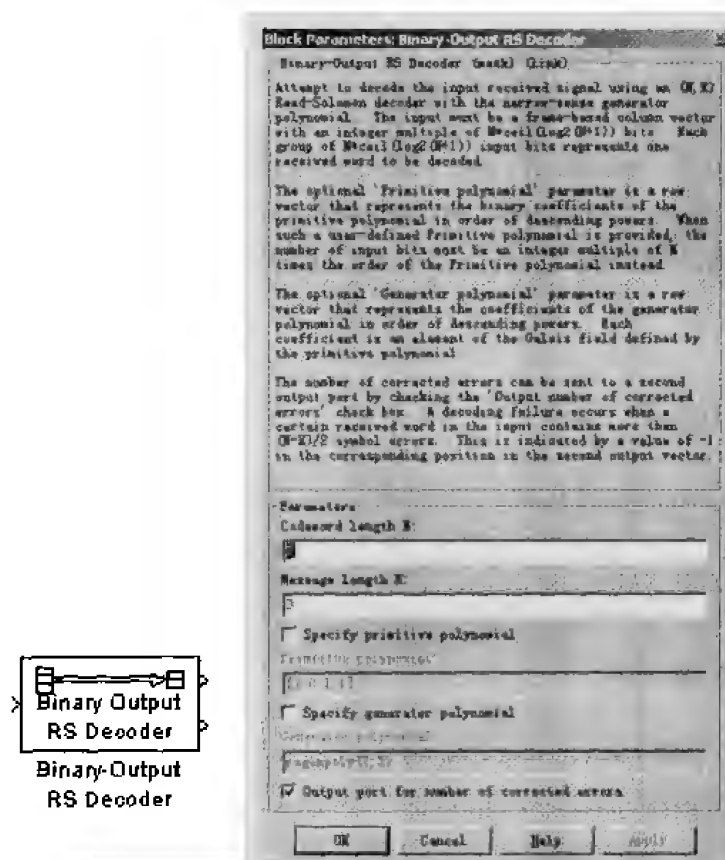 Block Parameters: Binary-Output RS Decoder
Binary-Output RS Decoder (mask) (link)
Attempt to decode the input received signal using an (N,K)
Reed-Solomon decoder with the narrow-sense generator
polynomial. The input must be a frame-based column vector
with an integer multiple of N*ceil(log2(N+1)) bits. Each
group of N*ceil(log2(N+1)) input bits represents one
received word to be decoded.
The optional 'Primitive polynomial' parameter is a row
vector that represents the binary coefficients of the
primitive polynomial in order of descending powers. When
such a user-defined Primitive polynomial is provided, the
number of input bits must be an integer multiple of N
times the order of the Primitive polynomial instead.
The optional 'Generator polynomial' parameter is a row
vector that represents the coefficients of the generator
polynomial in order of descending powers. Each
coefficient is an element of the Galois field defined by
the primitive polynomial.
The number of corrected errors can be sent to a second
output port by checking the 'Output number of corrected
errors' check box. A decoding failure occurs when a
certain received word in the input contains more than
(N-K)/2 symbol errors. This is indicated by a value of -1
in the corresponding position in the second output vector.
Parameters
Codeword length N:
Message length K:
3
Specify primitive polynomial
Specify generator polynomial
Generator polynomial:
Output port for number of corrected errors
OK Cancel Help Apply
Binary Output
RS Decoder
Binary-Output
RS Decoder